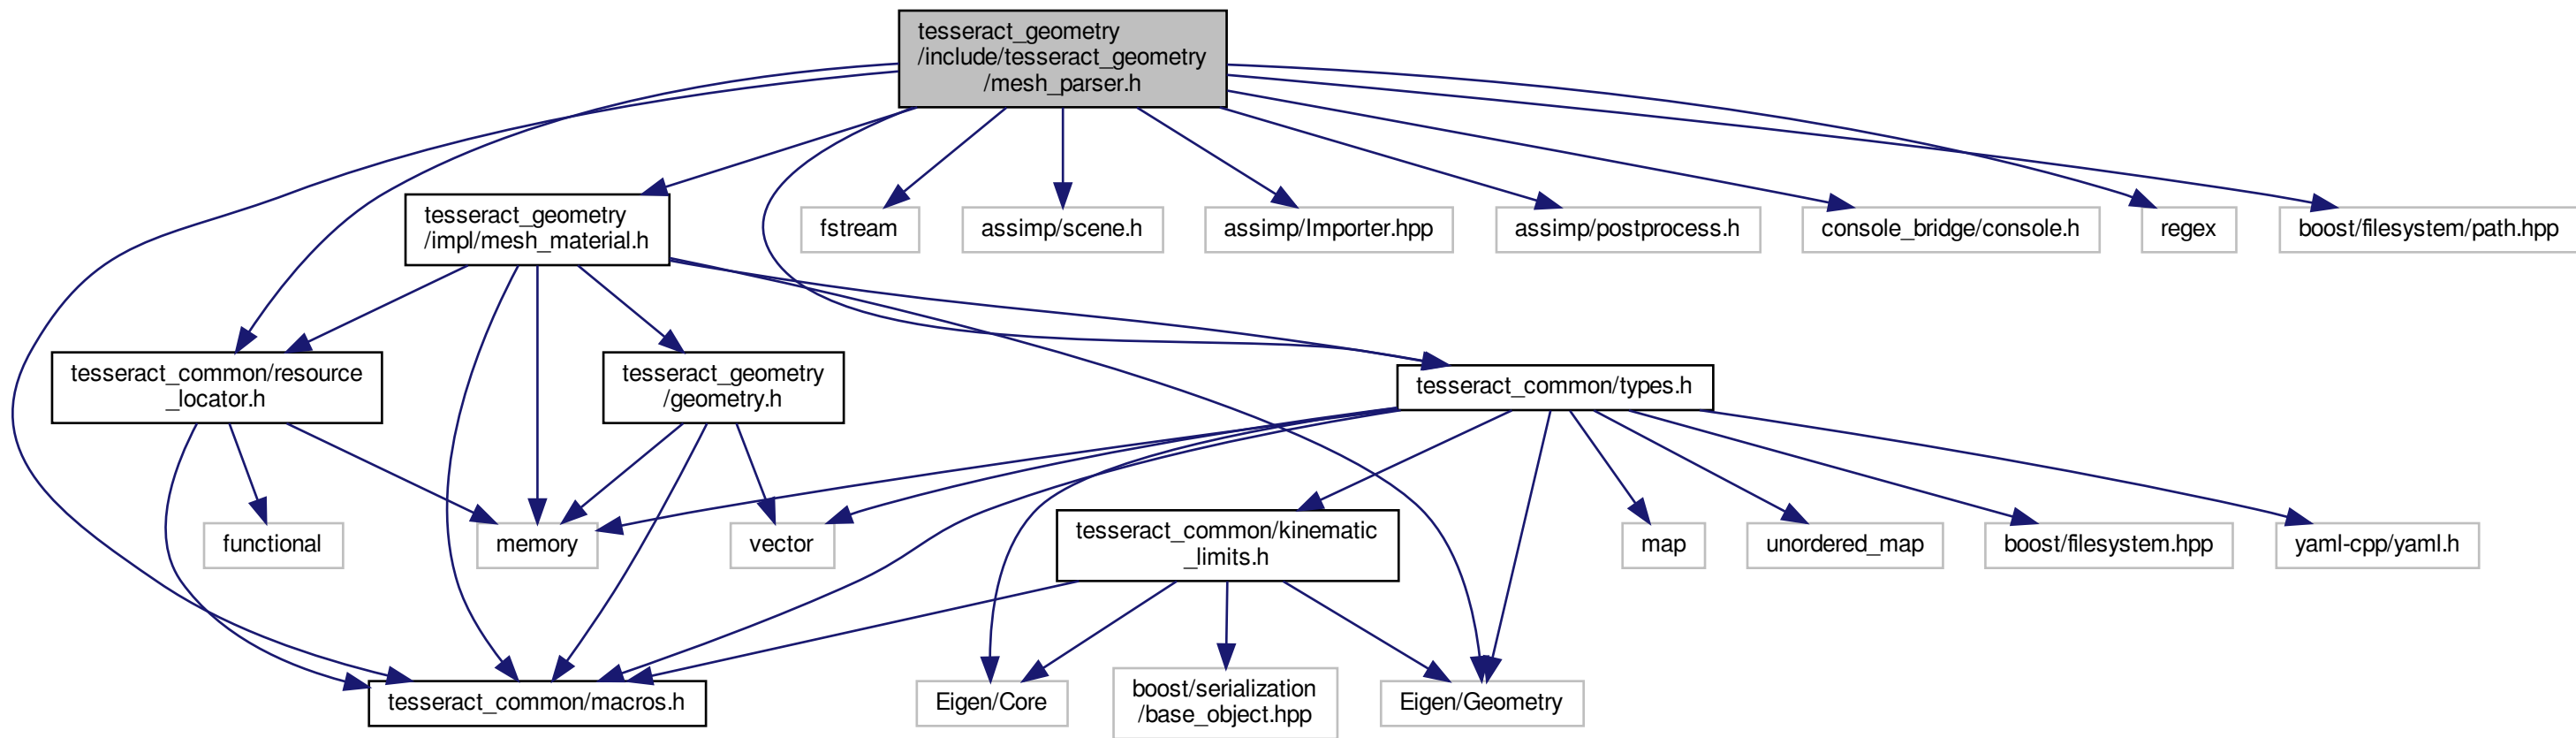 tesseract_geometry
/include/tesseract_geometry
/mesh_parser.h
tesseract_geometry
/impl/mesh_material.h
fstream
assimp/scene.h
assimp/Importer.hpp
assimp/postprocess.h
console_bridge/console.h
regex
boost/filesystem/path.hpp
tesseract_common/resource
_locator.h
tesseract_geometry
/geometry.h
tesseract_common/types.h
functional
memory
vector
tesseract_common/kinematic
_limits.h
map
unordered_map
boost/filesystem.hpp
yaml-cpp/yaml.h
tesseract_common/macros.h
Eigen/Core
boost/serialization
/base_object.hpp
Eigen/Geometry